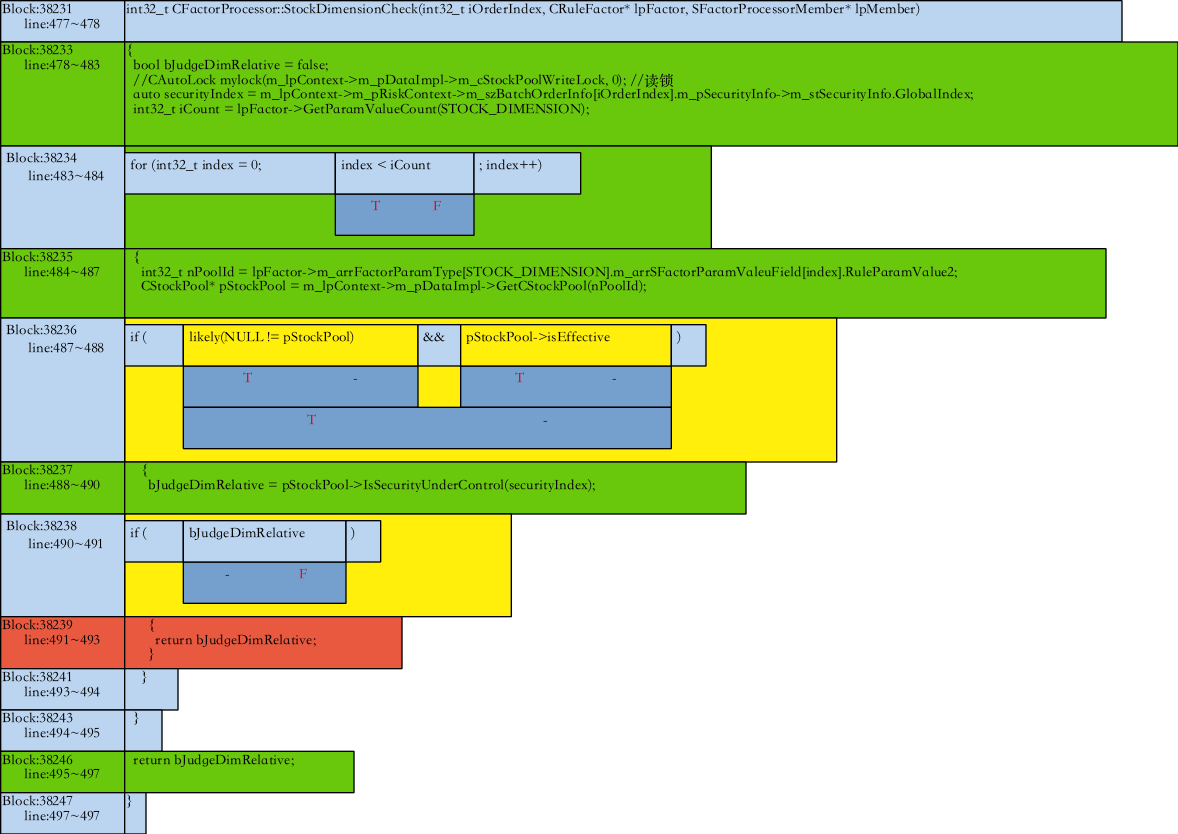 Block:38231
line:477~478
int32_t CFactorProcessor::StockDimensionCheck(int32_t iOrderIndex, CRuleFactor* lpFactor, SFactorProcessorMember* lpMember)
Block:38233
line:478~483
{
bool bJudgeDimRelative = false;
//CAutoLock mylock(m_lpContext->m_pDataImpl->m_cStockPoolWriteLock, 0); //读锁
auto securityIndex = m_lpContext->m_pRiskContext->m_szBatchOrderInfo[iOrderIndex].m_pSecurityInfo->m_stSecurityInfo.GlobalIndex;
int32_t iCount = lpFactor->GetParamValueCount(STOCK_DIMENSION);
Block:38234
line:483~484
for (int32_t index = 0; index < iCount ; index++)
T F
Block:38235
line:484~487
{
int32_t nPoolId = lpFactor->m_arrFactorParamType[STOCK_DIMENSION].m_arrSFactorParamValeuField[index].RuleParamValue2;
CStockPool* pStockPool = m_lpContext->m_pDataImpl->GetCStockPool(nPoolId);
Block:38236
line:487~488
if ( likely(NULL != pStockPool) && pStockPool->isEffective )
T - T -
T -
Block:38237
line:488~490
{
bJudgeDimRelative = pStockPool->IsSecurityUnderControl(securityIndex);
Block:38238
line:490~491
if ( bJudgeDimRelative )
- F
Block:38239
line:491~493
{
return bJudgeDimRelative;
}
Block:38241
line:493~494
}
Block:38243
line:494~495
}
Block:38246
line:495~497
return bJudgeDimRelative;
Block:38247
line:497~497
}